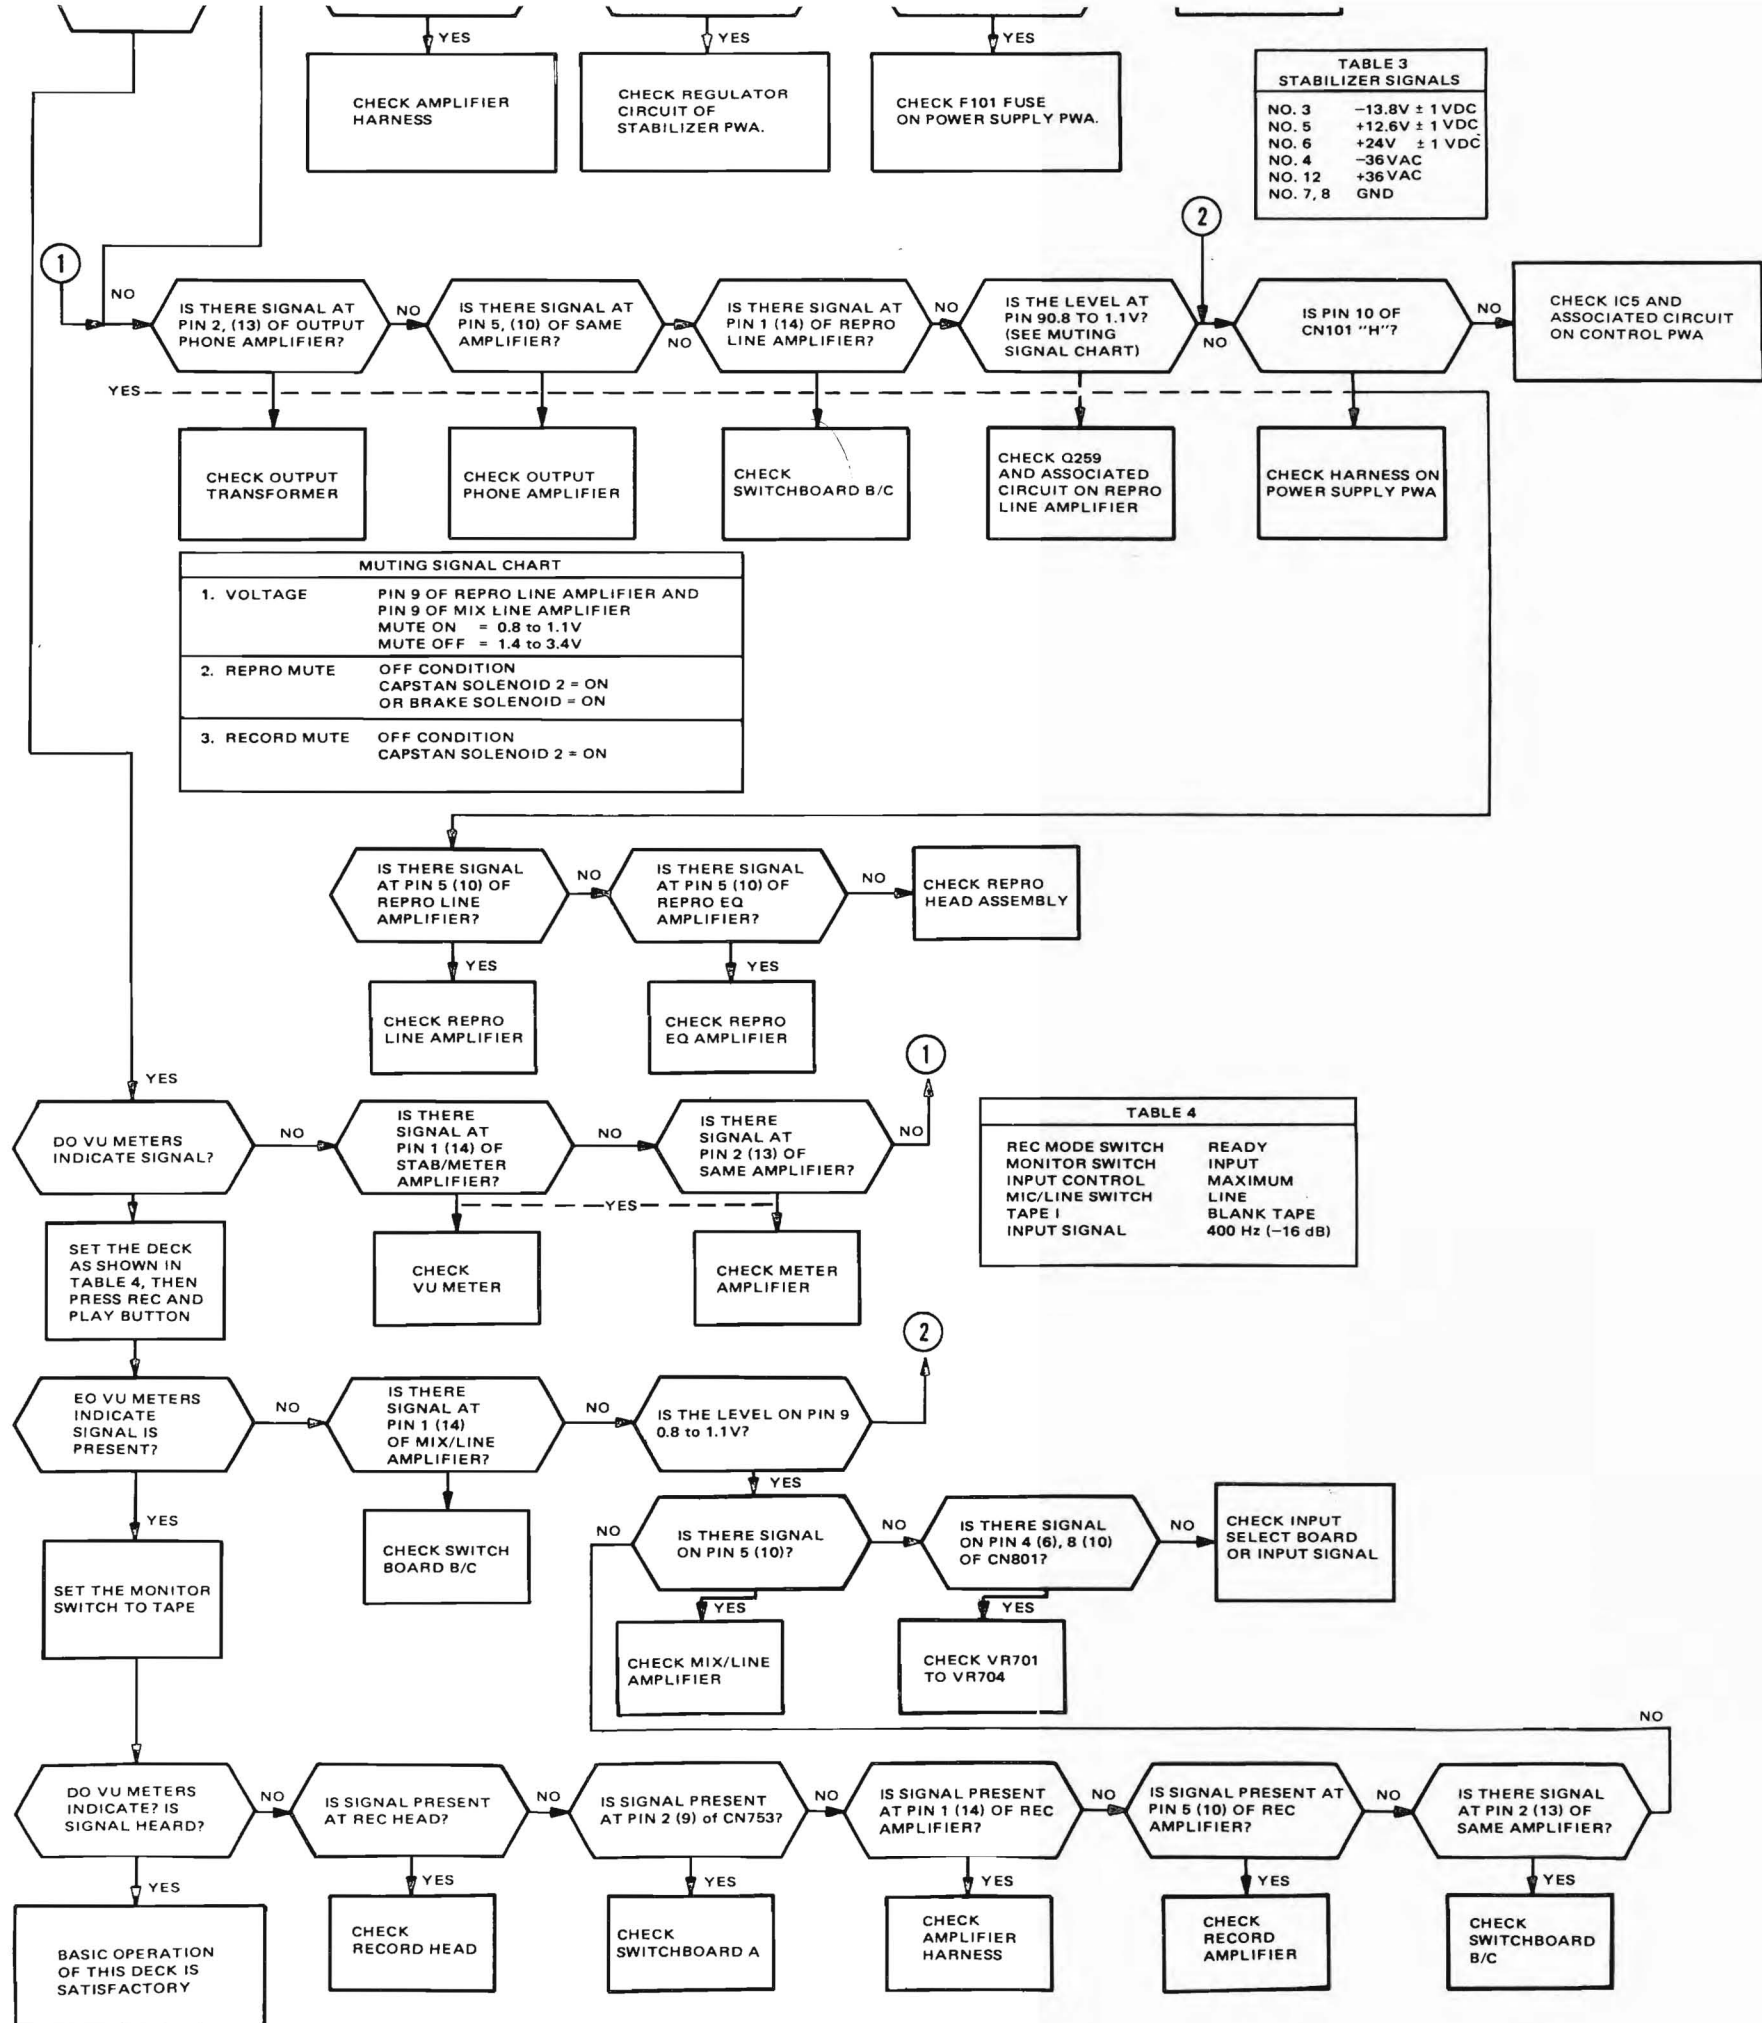 YES
YES
YES
CHECK AMPLIFIER
HARNESS
CHECK REGULATOR
CIRCUIT OF
STABILIZER PWA.
CHECK F101 FUSE
ON POWER SUPPLY PWA.
TABLE 3
STABILIZER SIGNALS
NO. 3 −13.8V ± 1 VDC
NO. 5 +12.6V ± 1 VDC
NO. 6 +24V ± 1 VDC
NO. 4 −36VAC
NO. 12 +36VAC
NO. 7, 8 GND
1
2
NO
IS THERE SIGNAL AT
PIN 2, (13) OF OUTPUT
PHONE AMPLIFIER?
NO
IS THERE SIGNAL AT
PIN 5, (10) OF SAME
AMPLIFIER?
NO
IS THERE SIGNAL AT
PIN 1 (14) OF REPRO
LINE AMPLIFIER?
NO
IS THE LEVEL AT
PIN 90.8 TO 1.1V?
(SEE MUTING
SIGNAL CHART)
NO
IS PIN 10 OF
CN101 "H"?
NO
CHECK IC5 AND
ASSOCIATED CIRCUIT
ON CONTROL PWA
YES
CHECK OUTPUT
TRANSFORMER
CHECK OUTPUT
PHONE AMPLIFIER
CHECK
SWITCHBOARD B/C
CHECK Q259
AND ASSOCIATED
CIRCUIT ON REPRO
LINE AMPLIFIER
CHECK HARNESS ON
POWER SUPPLY PWA
MUTING SIGNAL CHART
1. VOLTAGE PIN 9 OF REPRO LINE AMPLIFIER AND
PIN 9 OF MIX LINE AMPLIFIER
MUTE ON = 0.8 to 1.1V
MUTE OFF = 1.4 to 3.4V
2. REPRO MUTE OFF CONDITION
CAPSTAN SOLENOID 2 = ON
OR BRAKE SOLENOID = ON
3. RECORD MUTE OFF CONDITION
CAPSTAN SOLENOID 2 = ON
IS THERE SIGNAL
AT PIN 5 (10) OF
REPRO LINE
AMPLIFIER?
NO
IS THERE SIGNAL
AT PIN 5 (10) OF
REPRO EQ
AMPLIFIER?
NO
CHECK REPRO
HEAD ASSEMBLY
YES
YES
CHECK REPRO
LINE AMPLIFIER
CHECK REPRO
EQ AMPLIFIER
1
YES
DO VU METERS
INDICATE SIGNAL?
NO
IS THERE
SIGNAL AT
PIN 1 (14) OF
STAB/METER
AMPLIFIER?
NO
IS THERE
SIGNAL AT
PIN 2 (13) OF
SAME AMPLIFIER?
NO
TABLE 4
REC MODE SWITCH READY
MONITOR SWITCH INPUT
INPUT CONTROL MAXIMUM
MIC/LINE SWITCH LINE
TAPE I BLANK TAPE
INPUT SIGNAL 400 Hz (−16 dB)
YES
SET THE DECK
AS SHOWN IN
TABLE 4, THEN
PRESS REC AND
PLAY BUTTON
CHECK
VU METER
CHECK METER
AMPLIFIER
2
EO VU METERS
INDICATE
SIGNAL IS
PRESENT?
NO
IS THERE
SIGNAL AT
PIN 1 (14)
OF MIX/LINE
AMPLIFIER?
NO
IS THE LEVEL ON PIN 9
0.8 to 1.1V?
YES
YES
SET THE MONITOR
SWITCH TO TAPE
CHECK SWITCH
BOARD B/C
NO
IS THERE SIGNAL
ON PIN 5 (10)?
NO
IS THERE SIGNAL
ON PIN 4 (6), 8 (10)
OF CN801?
NO
CHECK INPUT
SELECT BOARD
OR INPUT SIGNAL
YES
YES
CHECK MIX/LINE
AMPLIFIER
CHECK VR701
TO VR704
NO
DO VU METERS
INDICATE? IS
SIGNAL HEARD?
NO
IS SIGNAL PRESENT
AT REC HEAD?
NO
IS SIGNAL PRESENT
AT PIN 2 (9) of CN753?
NO
IS SIGNAL PRESENT
AT PIN 1 (14) OF REC
AMPLIFIER?
NO
IS SIGNAL PRESENT AT
PIN 5 (10) OF REC
AMPLIFIER?
NO
IS THERE SIGNAL
AT PIN 2 (13) OF
SAME AMPLIFIER?
YES
YES
YES
YES
YES
YES
BASIC OPERATION
OF THIS DECK IS
SATISFACTORY
CHECK
RECORD HEAD
CHECK
SWITCHBOARD A
CHECK
AMPLIFIER
HARNESS
CHECK
RECORD
AMPLIFIER
CHECK
SWITCHBOARD
B/C